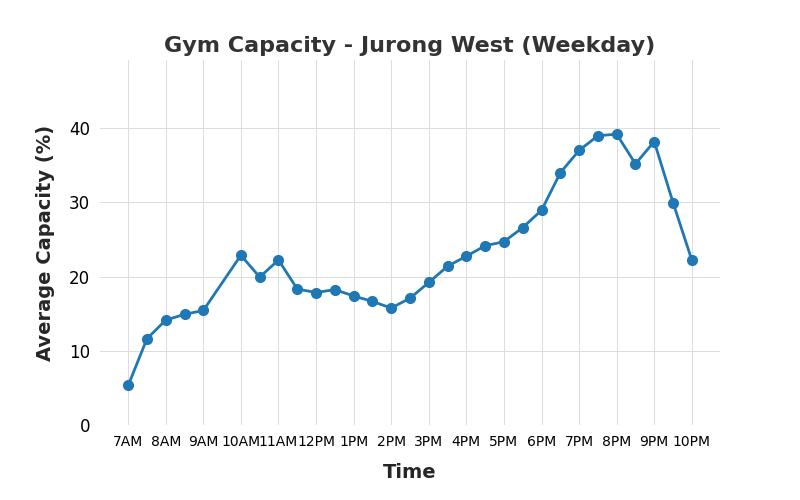 Gym Capacity - Jurong West (Weekday)
Average Capacity (%)
40
30
20
10
0
7AM 8AM 9AM 10AM 11AM 12PM 1PM 2PM 3PM 4PM 5PM 6PM 7PM 8PM 9PM 10PM
Time